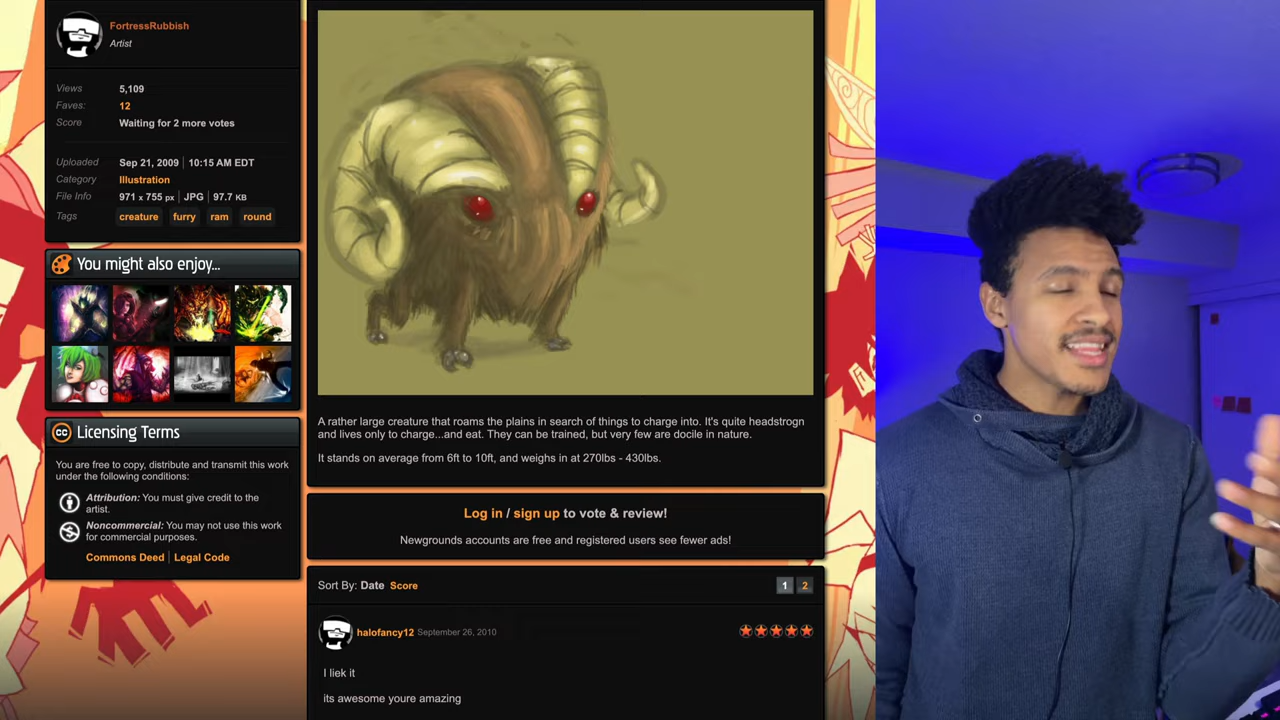 FortressRubbish
Artist
Views 5,109
Faves: 12
Score Waiting for 2 more votes
Uploaded Sep 21, 2009 | 10:15 AM EDT
Category Illustration
File Info 971 x 755 px | JPG | 97.7 KB
Tags creature furry ram round
You might also enjoy...
CC Licensing Terms
You are free to copy, distribute and transmit this work
under the following conditions:
Attribution: You must give credit to the
artist.
Noncommercial: You may not use this work
for commercial purposes.
Commons Deed | Legal Code
A rather large creature that roams the plains in search of things to charge into. It's quite headstrogn
and lives only to charge...and eat. They can be trained, but very few are docile in nature.
It stands on average from 6ft to 10ft, and weighs in at 270lbs - 430lbs.
Log in / sign up to vote & review!
Newgrounds accounts are free and registered users see fewer ads!
Sort By: Date Score
1 2
halofancy12 September 26, 2010
I liek it
its awesome youre amazing